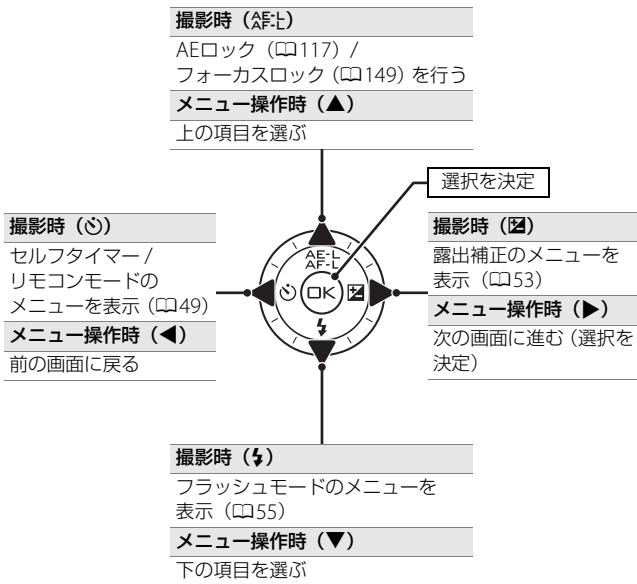 撮影時（AE-L/AF-L）
AEロック（📖117）/
フォーカスロック（📖149）を行う
メニュー操作時（▲）
上の項目を選ぶ
選択を決定
撮影時（⏱）
セルフタイマー /
リモコンモードの
メニューを表示（📖49）
メニュー操作時（◀）
前の画面に戻る
AE-L
AF-L
OK
撮影時（☒）
露出補正のメニューを
表示（📖53）
メニュー操作時（▶）
次の画面に進む（選択を
決定）
撮影時（⚡）
フラッシュモードのメニューを
表示（📖55）
メニュー操作時（▼）
下の項目を選ぶ